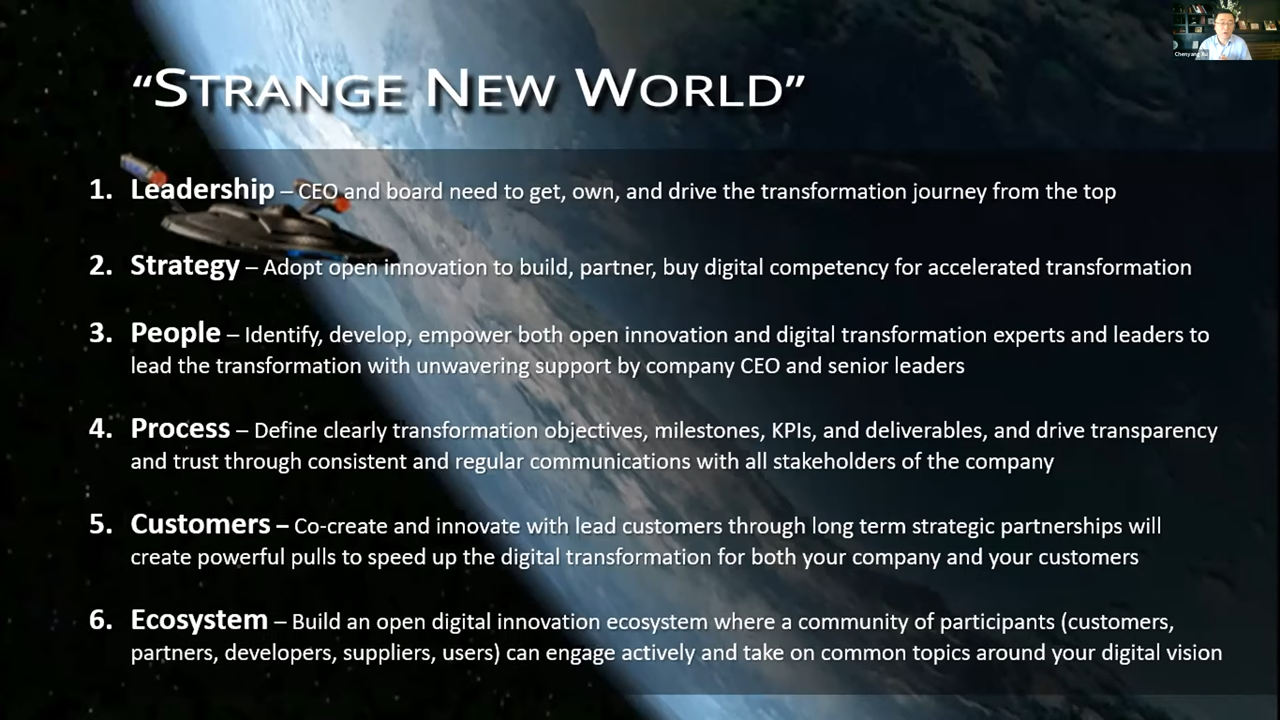 “STRANGE NEW WORLD”
1. Leadership – CEO and board need to get, own, and drive the transformation journey from the top
2. Strategy – Adopt open innovation to build, partner, buy digital competency for accelerated transformation
3. People – Identify, develop, empower both open innovation and digital transformation experts and leaders to
lead the transformation with unwavering support by company CEO and senior leaders
4. Process – Define clearly transformation objectives, milestones, KPIs, and deliverables, and drive transparency
and trust through consistent and regular communications with all stakeholders of the company
5. Customers – Co-create and innovate with lead customers through long term strategic partnerships will
create powerful pulls to speed up the digital transformation for both your company and your customers
6. Ecosystem – Build an open digital innovation ecosystem where a community of participants (customers,
partners, developers, suppliers, users) can engage actively and take on common topics around your digital vision